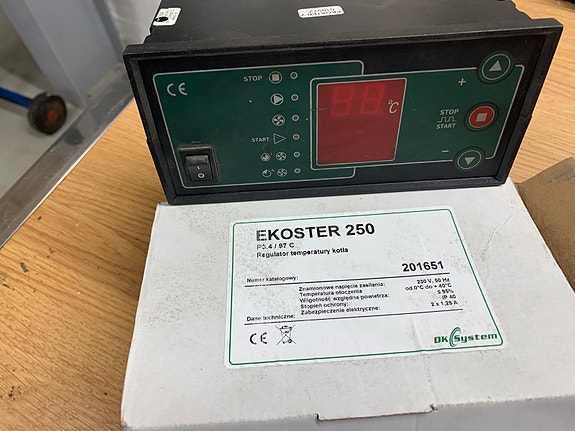 EKOSTER 2
CE
STOP
°C
START
+
STOP
START
-
I
O
EKOSTER 250
P3.4 / 97 C
Regulator temperatury kotła
Numer katalogowy: 201651
Znamionowe napięcie zasilania: 230 V, 50 Hz
Temperatura otoczenia od 0°C do + 40°C
Wilgotność względna powietrza: ≤ 95%
Stopień ochrony: IP 40
Dane techniczne: Zabezpieczenie elektryczne: 2 x 1,25 A
CE
DK System